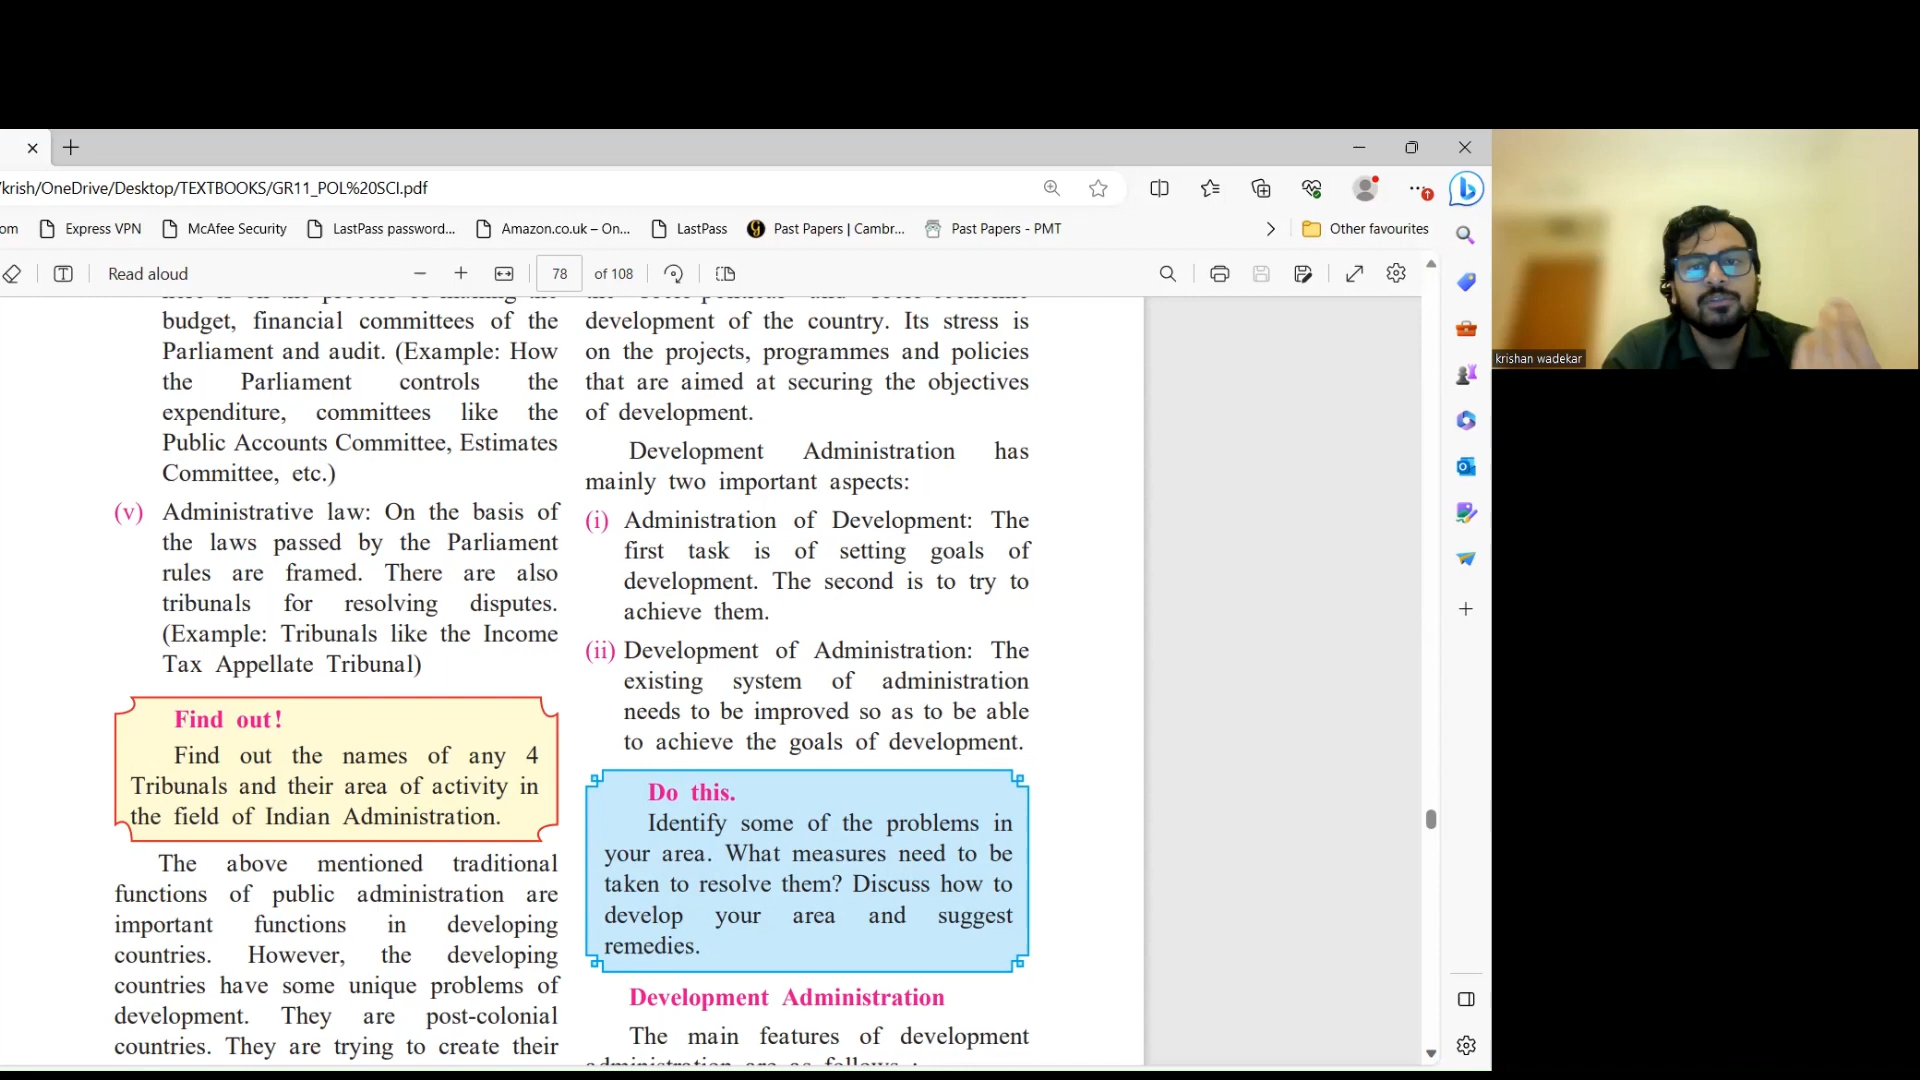 /krish/OneDrive/Desktop/TEXTBOOKS/GR11_POL%20SCI.pdf
om
Express VPN
McAfee Security
LastPass password...
Amazon.co.uk – On...
LastPass
Past Papers | Cambr...
Past Papers - PMT
Other favourites
Read aloud
78
of 108
krishan wadekar
budget, financial committees of the
Parliament and audit. (Example: How
the Parliament controls the
expenditure, committees like the
Public Accounts Committee, Estimates
Committee, etc.)
(v) Administrative law: On the basis of
the laws passed by the Parliament
rules are framed. There are also
tribunals for resolving disputes.
(Example: Tribunals like the Income
Tax Appellate Tribunal)
Find out!
Find out the names of any 4
Tribunals and their area of activity in
the field of Indian Administration.
The above mentioned traditional
functions of public administration are
important functions in developing
countries. However, the developing
countries have some unique problems of
development. They are post-colonial
countries. They are trying to create their
development of the country. Its stress is
on the projects, programmes and policies
that are aimed at securing the objectives
of development.
Development Administration has
mainly two important aspects:
(i) Administration of Development: The
first task is of setting goals of
development. The second is to try to
achieve them.
(ii) Development of Administration: The
existing system of administration
needs to be improved so as to be able
to achieve the goals of development.
Do this.
Identify some of the problems in
your area. What measures need to be
taken to resolve them? Discuss how to
develop your area and suggest
remedies.
Development Administration
The main features of development